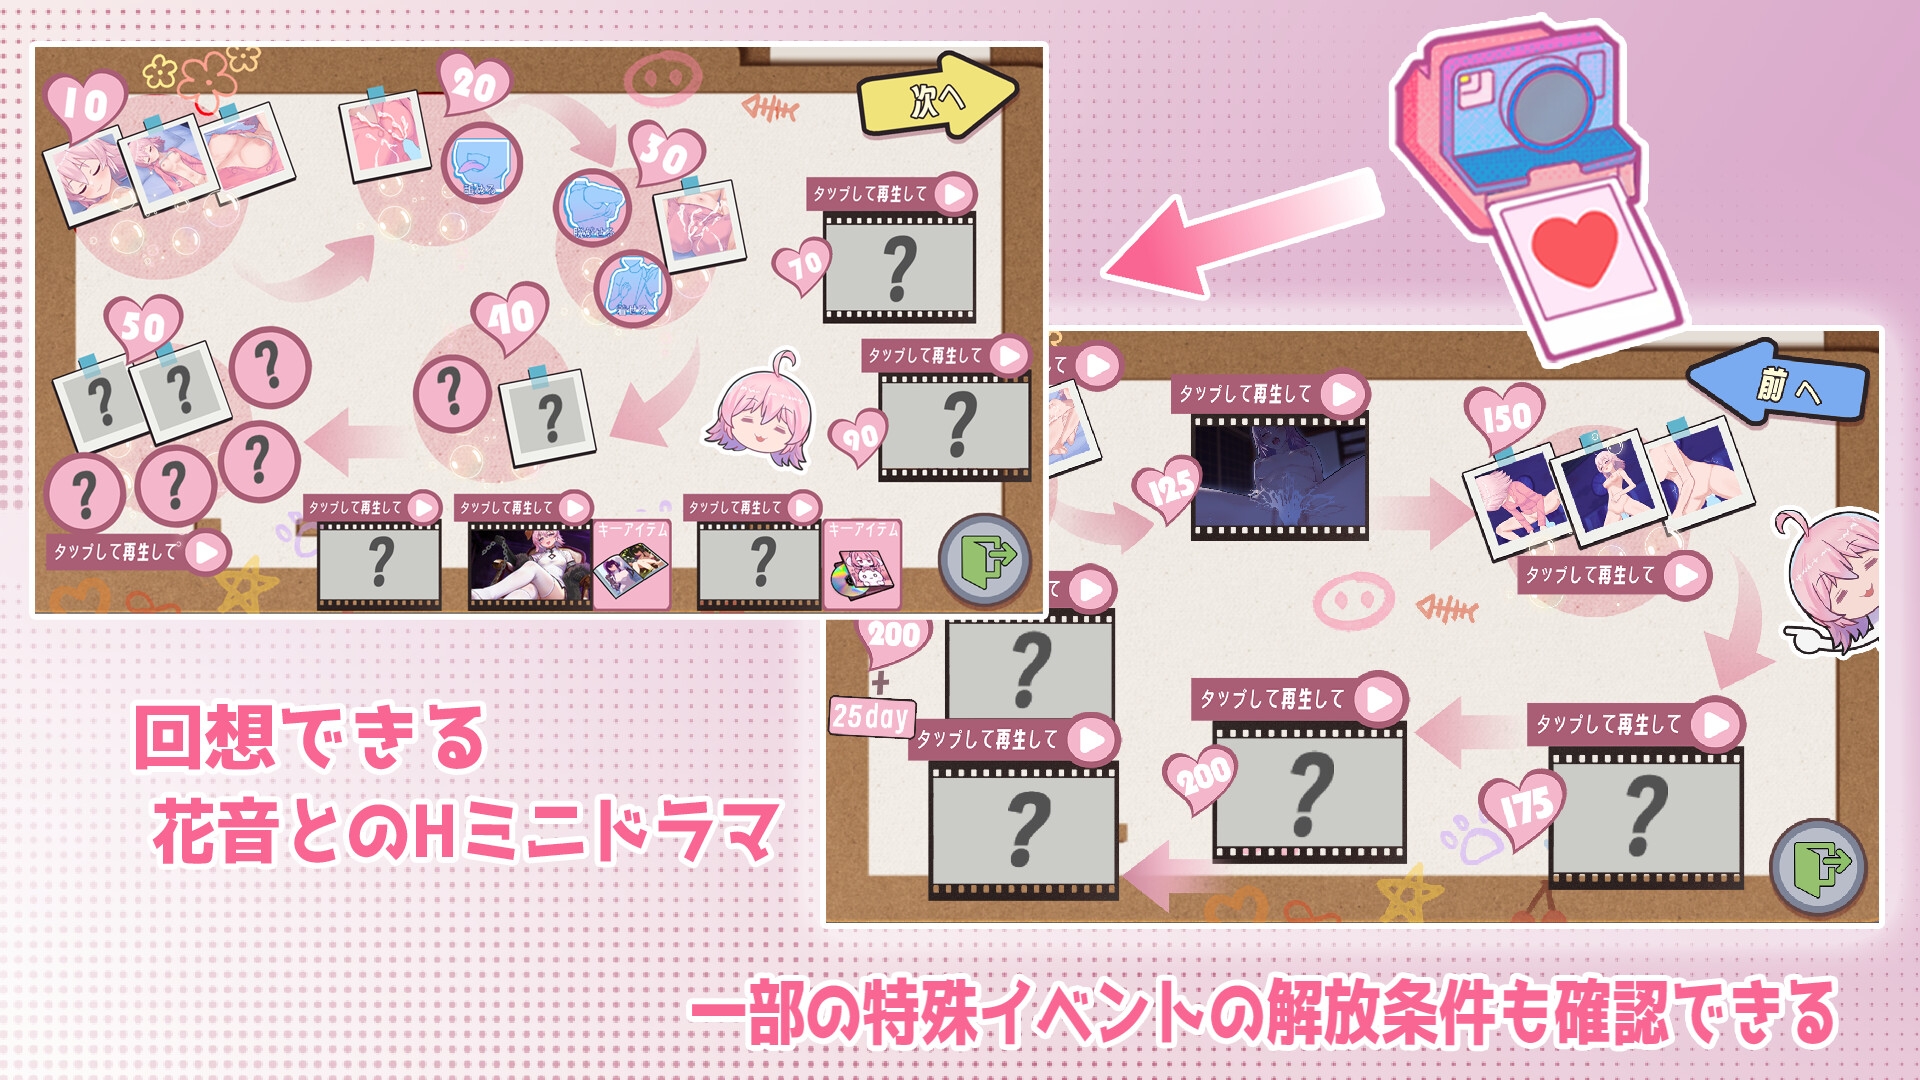 10
20
30
次へ
タップして再生して
70
50
40
タップして再生して
90
タップして再生して
タップして再生して
タップして再生して
キーアイテム
キーアイテム
タップして再生して
前へ
て
タップして再生して
150
125
タップして再生して
て
200
+
25day
タップして再生して
タップして再生して
200
タップして再生して
175
回想できる
花音とのHミニドラマ
一部の特殊イベントの解放条件も確認できる